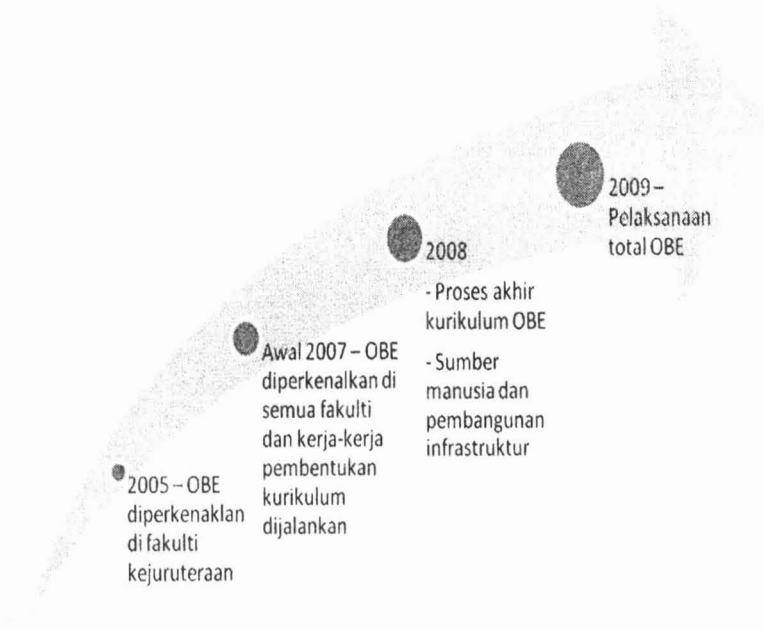 2005 – OBE
diperkenaklan
di fakulti
kejuruteraan
Awal 2007 – OBE
diperkenalkan di
semua fakulti
dan kerja-kerja
pembentukan
kurikulum
dijalankan
2008
- Proses akhir
kurikulum OBE
- Sumber
manusia dan
pembangunan
infrastruktur
2009 –
Pelaksanaan
total OBE